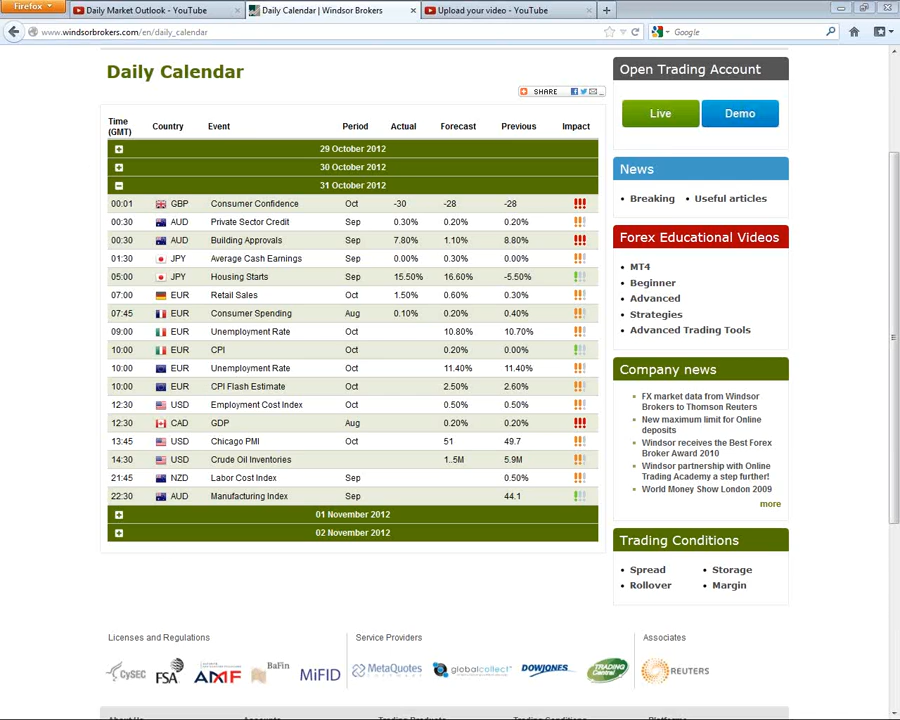 Firefox
Daily Market Outlook - YouTube
Daily Calendar | Windsor Brokers
Upload your video - YouTube
www.windsorbrokers.com/en/daily_calendar
Google
Daily Calendar
SHARE
Time (GMT) Country Event Period Actual Forecast Previous Impact
29 October 2012
30 October 2012
31 October 2012
00:01 GBP Consumer Confidence Oct -30 -28 -28
00:30 AUD Private Sector Credit Sep 0.30% 0.20% 0.20%
00:30 AUD Building Approvals Sep 7.80% 1.10% 8.80%
01:30 JPY Average Cash Earnings Sep 0.00% 0.30% 0.00%
05:00 JPY Housing Starts Sep 15.50% 16.60% -5.50%
07:00 EUR Retail Sales Oct 1.50% 0.60% 0.30%
07:45 EUR Consumer Spending Aug 0.10% 0.20% 0.40%
09:00 EUR Unemployment Rate Oct 10.80% 10.70%
10:00 EUR CPI Oct 0.20% 0.00%
10:00 EUR Unemployment Rate Oct 11.40% 11.40%
10:00 EUR CPI Flash Estimate Oct 2.50% 2.60%
12:30 USD Employment Cost Index Oct 0.50% 0.50%
12:30 CAD GDP Aug 0.20% 0.20%
13:45 USD Chicago PMI Oct 51 49.7
14:30 USD Crude Oil Inventories 1..5M 5.9M
21:45 NZD Labor Cost Index Sep 0.50%
22:30 AUD Manufacturing Index Sep 44.1
01 November 2012
02 November 2012
Open Trading Account
Live Demo
News
Breaking Useful articles
Forex Educational Videos
MT4
Beginner
Advanced
Strategies
Advanced Trading Tools
Company news
FX market data from Windsor
Brokers to Thomson Reuters
New maximum limit for Online
deposits
Windsor receives the Best Forex
Broker Award 2010
Windsor partnership with Online
Trading Academy a step further!
World Money Show London 2009
more
Trading Conditions
Spread Storage
Rollover Margin
Licenses and Regulations
Service Providers
Associates
CySEC
FSA
AMF
BaFin
MiFID
MetaQuotes
globalcollect
DOWJONES
TRADING
Central
REUTERS